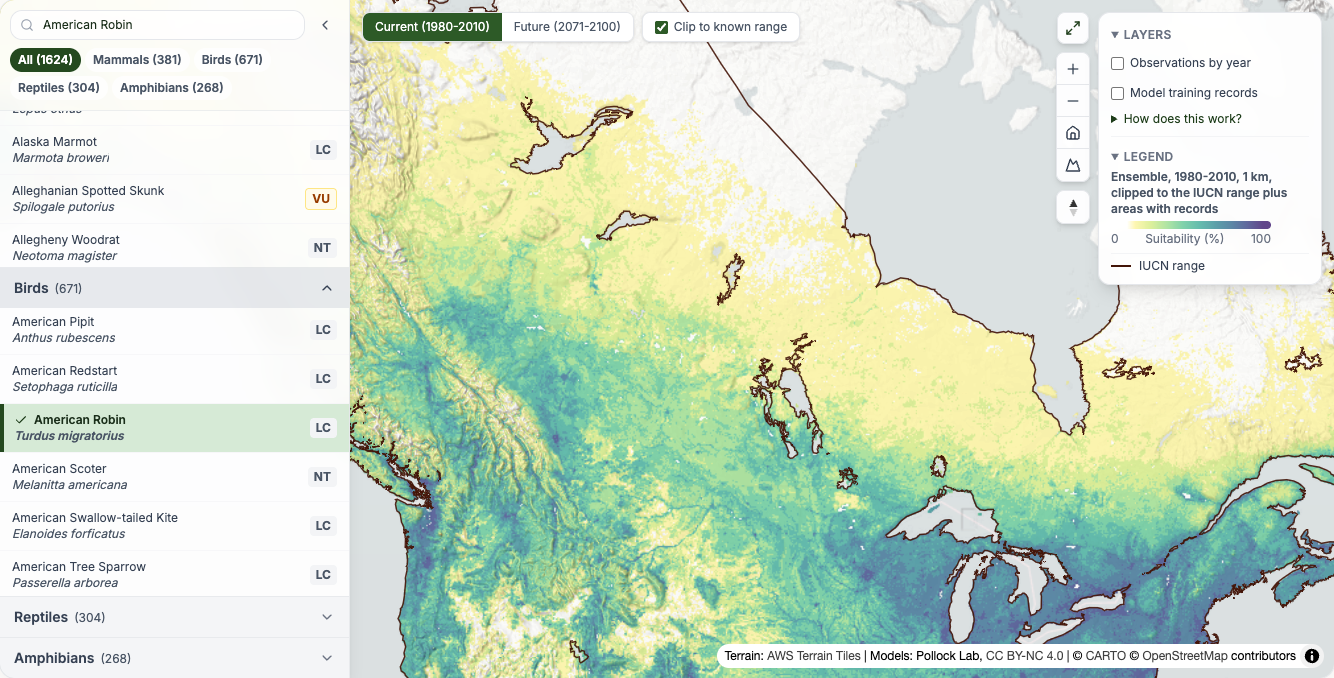 American Robin
All (1624)
Mammals (381)
Birds (671)
Reptiles (304)
Amphibians (268)
Alaska Marmot
Marmota broweri
LC
Alleghanian Spotted Skunk
Spilogale putorius
VU
Allegheny Woodrat
Neotoma magister
NT
Birds (671)
American Pipit
Anthus rubescens
LC
American Redstart
Setophaga ruticilla
LC
American Robin
Turdus migratorius
LC
American Scoter
Melanitta americana
NT
American Swallow-tailed Kite
Elanoides forficatus
LC
American Tree Sparrow
Passerella arborea
LC
Reptiles (304)
Amphibians (268)
Current (1980-2010)
Future (2071-2100)
Clip to known range
LAYERS
Observations by year
Model training records
How does this work?
LEGEND
Ensemble, 1980-2010, 1 km,
clipped to the IUCN range plus
areas with records
0 Suitability (%) 100
IUCN range
Terrain: AWS Terrain Tiles | Models: Pollock Lab, CC BY-NC 4.0 | © CARTO © OpenStreetMap contributors